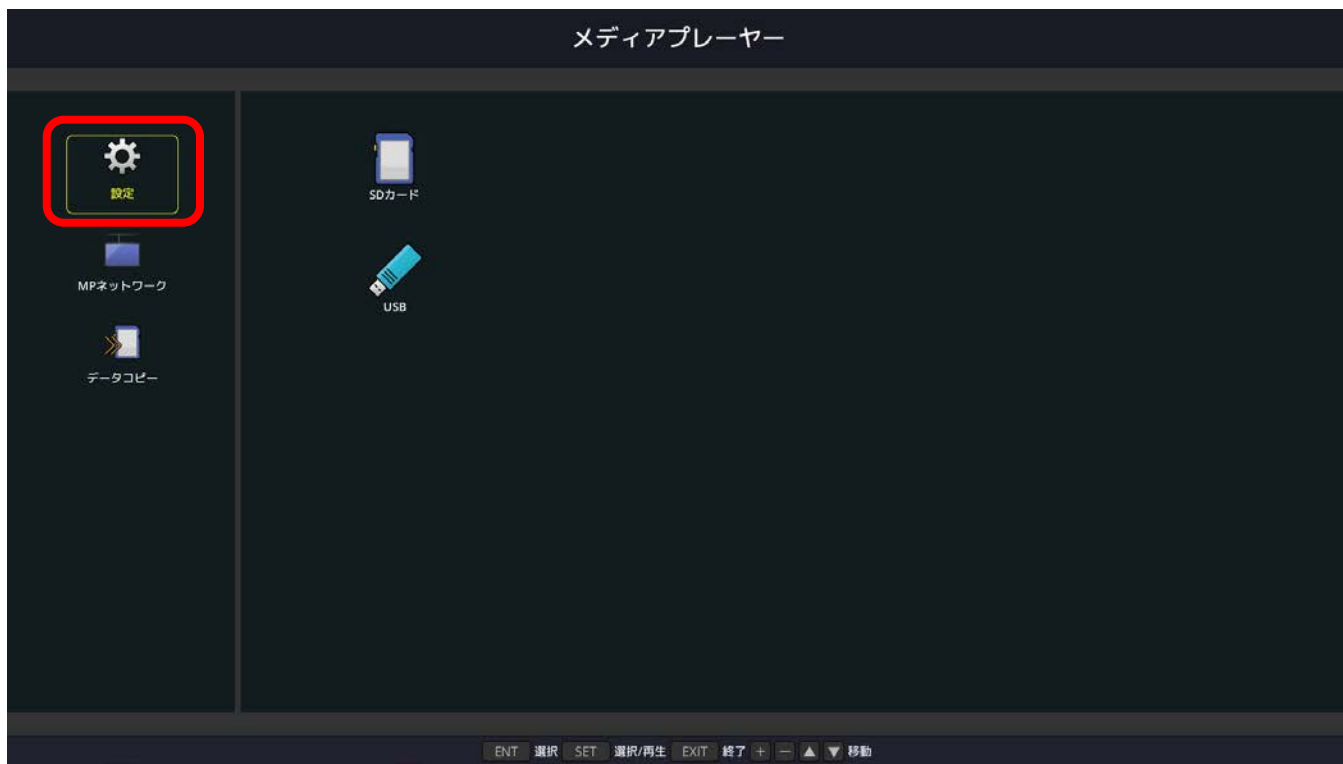 メディアプレーヤー
設定
MPネットワーク
データコピー
SDカード
USB
ENT 選択 SET 選択/再生 EXIT 終了 + − ▲ ▼ 移動